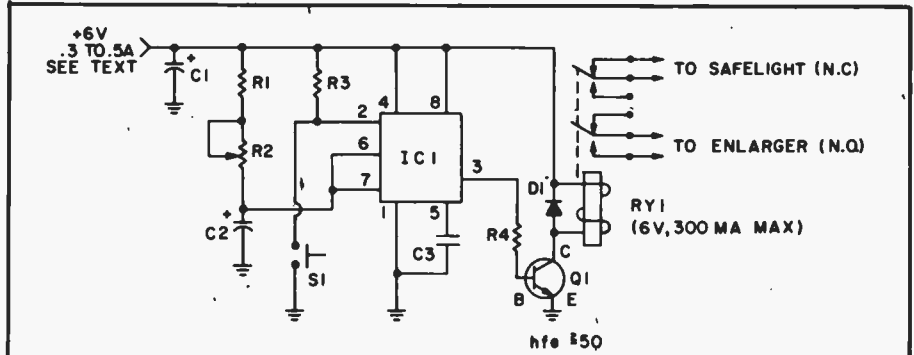 +6V
.3 TO .5A
SEE TEXT
+
C1
R1
R3
R2
+
C2
S1
4
8
2
6
7
IC1
3
1
5
C3
R4
D1
C
B
Q1
E
hfe ≥50
TO SAFELIGHT (N.C)
TO ENLARGER (N.O.)
RY1
(6V, 300 MA MAX)